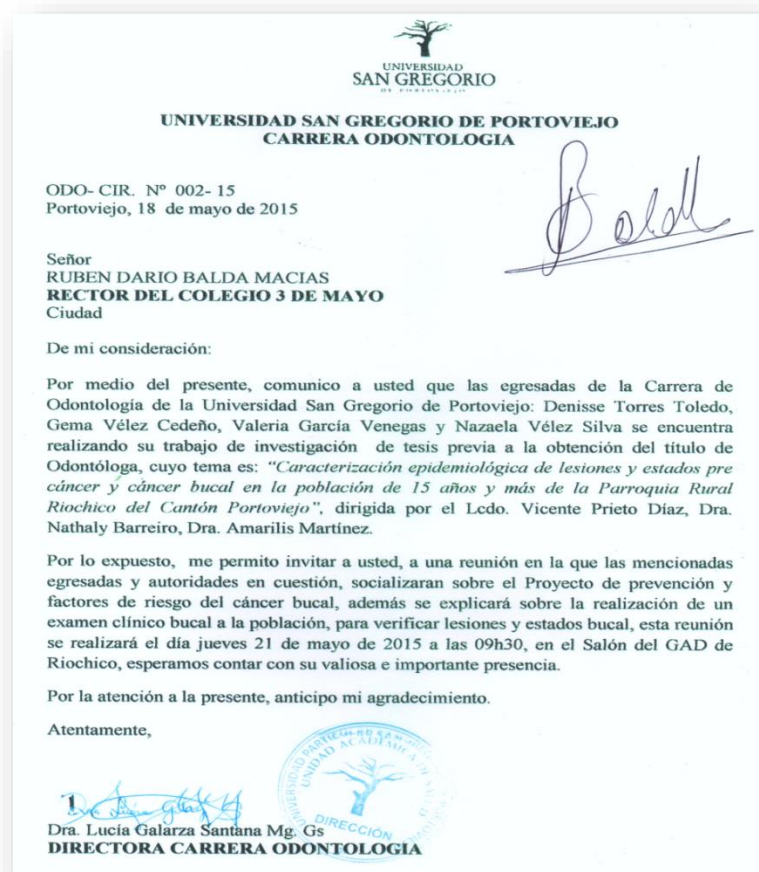 UNIVERSIDAD
SAN GREGORIO
DE PORTOVIEJO
UNIVERSIDAD SAN GREGORIO DE PORTOVIEJO
CARRERA ODONTOLOGIA
ODO- CIR. Nº 002- 15
Portoviejo, 18 de mayo de 2015
Señor
RUBEN DARIO BALDA MACIAS
RECTOR DEL COLEGIO 3 DE MAYO
Ciudad
De mi consideración:
Por medio del presente, comunico a usted que las egresadas de la Carrera de
Odontología de la Universidad San Gregorio de Portoviejo: Denisse Torres Toledo,
Gema Vélez Cedeño, Valeria García Venegas y Nazaela Vélez Silva se encuentra
realizando su trabajo de investigación de tesis previa a la obtención del título de
Odontóloga, cuyo tema es: “Caracterización epidemiológica de lesiones y estados pre
cáncer y cáncer bucal en la población de 15 años y más de la Parroquia Rural
Riochico del Cantón Portoviejo”, dirigida por el Lcdo. Vicente Prieto Díaz, Dra.
Nathaly Barreiro, Dra. Amarilis Martínez.
Por lo expuesto, me permito invitar a usted, a una reunión en la que las mencionadas
egresadas y autoridades en cuestión, socializaran sobre el Proyecto de prevención y
factores de riesgo del cáncer bucal, además se explicará sobre la realización de un
examen clínico bucal a la población, para verificar lesiones y estados bucal, esta reunión
se realizará el día jueves 21 de mayo de 2015 a las 09h30, en el Salón del GAD de
Riochico, esperamos contar con su valiosa e importante presencia.
Por la atención a la presente, anticipo mi agradecimiento.
Atentamente,
UNIDAD ACADÉMICA DE
DIRECCIÓN
Dra. Lucía Galarza Santana Mg. Gs
DIRECTORA CARRERA ODONTOLOGIA